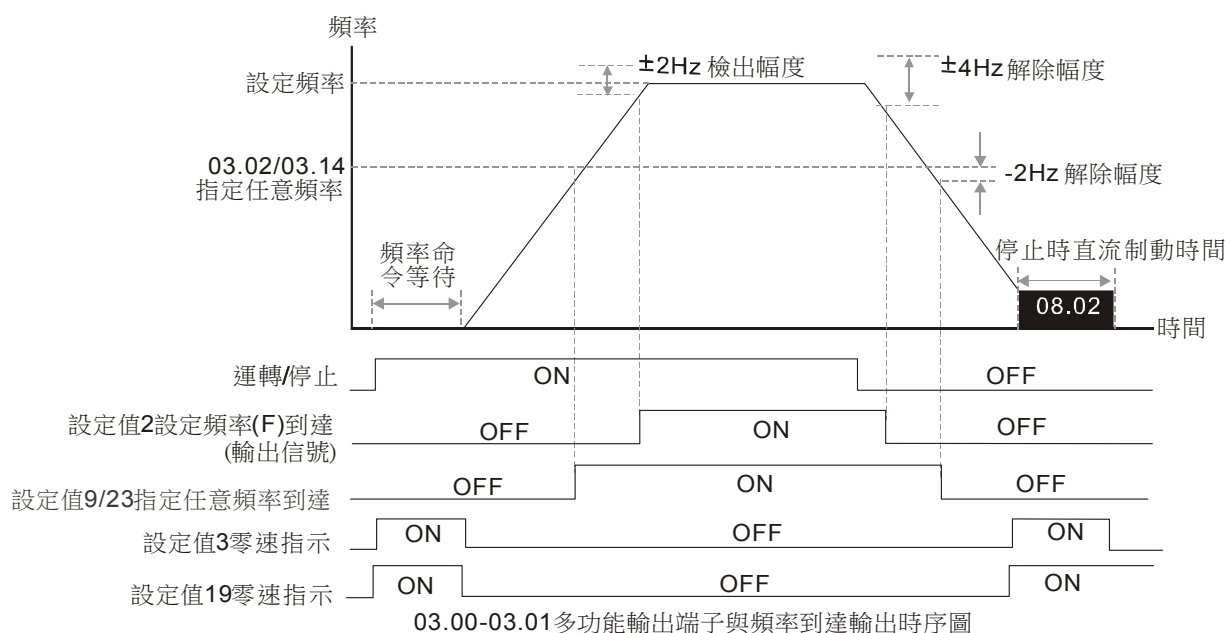 頻率
設定頻率
±2Hz 檢出幅度
±4Hz 解除幅度
03.02/03.14
指定任意頻率
-2Hz 解除幅度
頻率命
令等待
停止時直流制動時間
08.02
時間
運轉/停止
ON
OFF
設定值2設定頻率(F)到達
(輸出信號)
OFF
ON
OFF
設定值9/23指定任意頻率到達
OFF
ON
OFF
設定值3零速指示
ON
OFF
ON
設定值19零速指示
ON
OFF
ON
03.00-03.01多功能輸出端子與頻率到達輸出時序圖